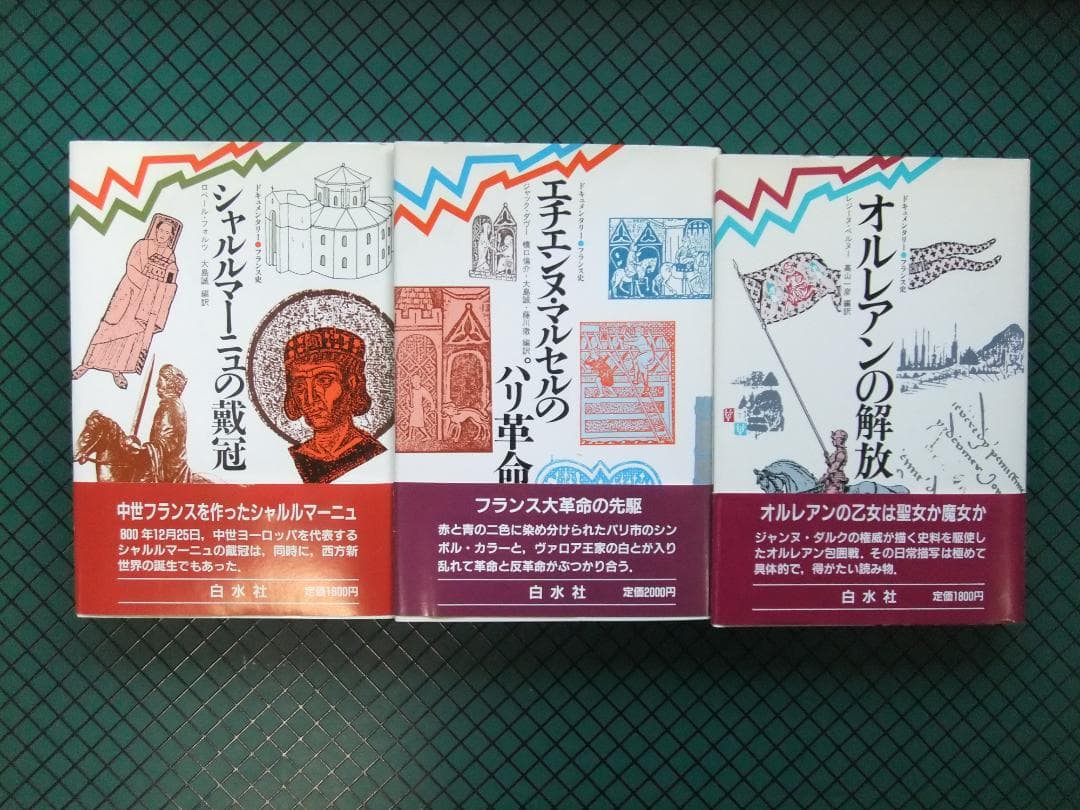 ドキュメンタリー●フランス史
シャルルマーニュの戴冠
ロベール・フォルツ 大島誠 編訳
中世フランスを作ったシャルルマーニュ
800年12月25日，中世ヨーロッパを代表する
シャルルマーニュの戴冠は，同時に，西方新
世界の誕生でもあった．
白水社 定価1800円
ドキュメンタリー●フランス史
エチエンヌ・マルセルの
パリ革命
ジャック・ダヴー 橋口倫介・大島誠・藤川徹 編訳
フランス大革命の先駆
赤と青の二色に染め分けられたパリ市のシン
ボル・カラーと，ヴァロア王家の白とが入り
乱れて革命と反革命がぶつかり合う．
白水社 定価2000円
ドキュメンタリー●フランス史
オルレアンの解放
レジーヌ・ペルヌー 高山一彦 編訳
オルレアンの乙女は聖女か魔女か
ジャンヌ・ダルクの権威が描く史料を駆使し
たオルレアン包囲戦．その日常描写は極めて
具体的で，得がたい読み物．
白水社 定価1800円